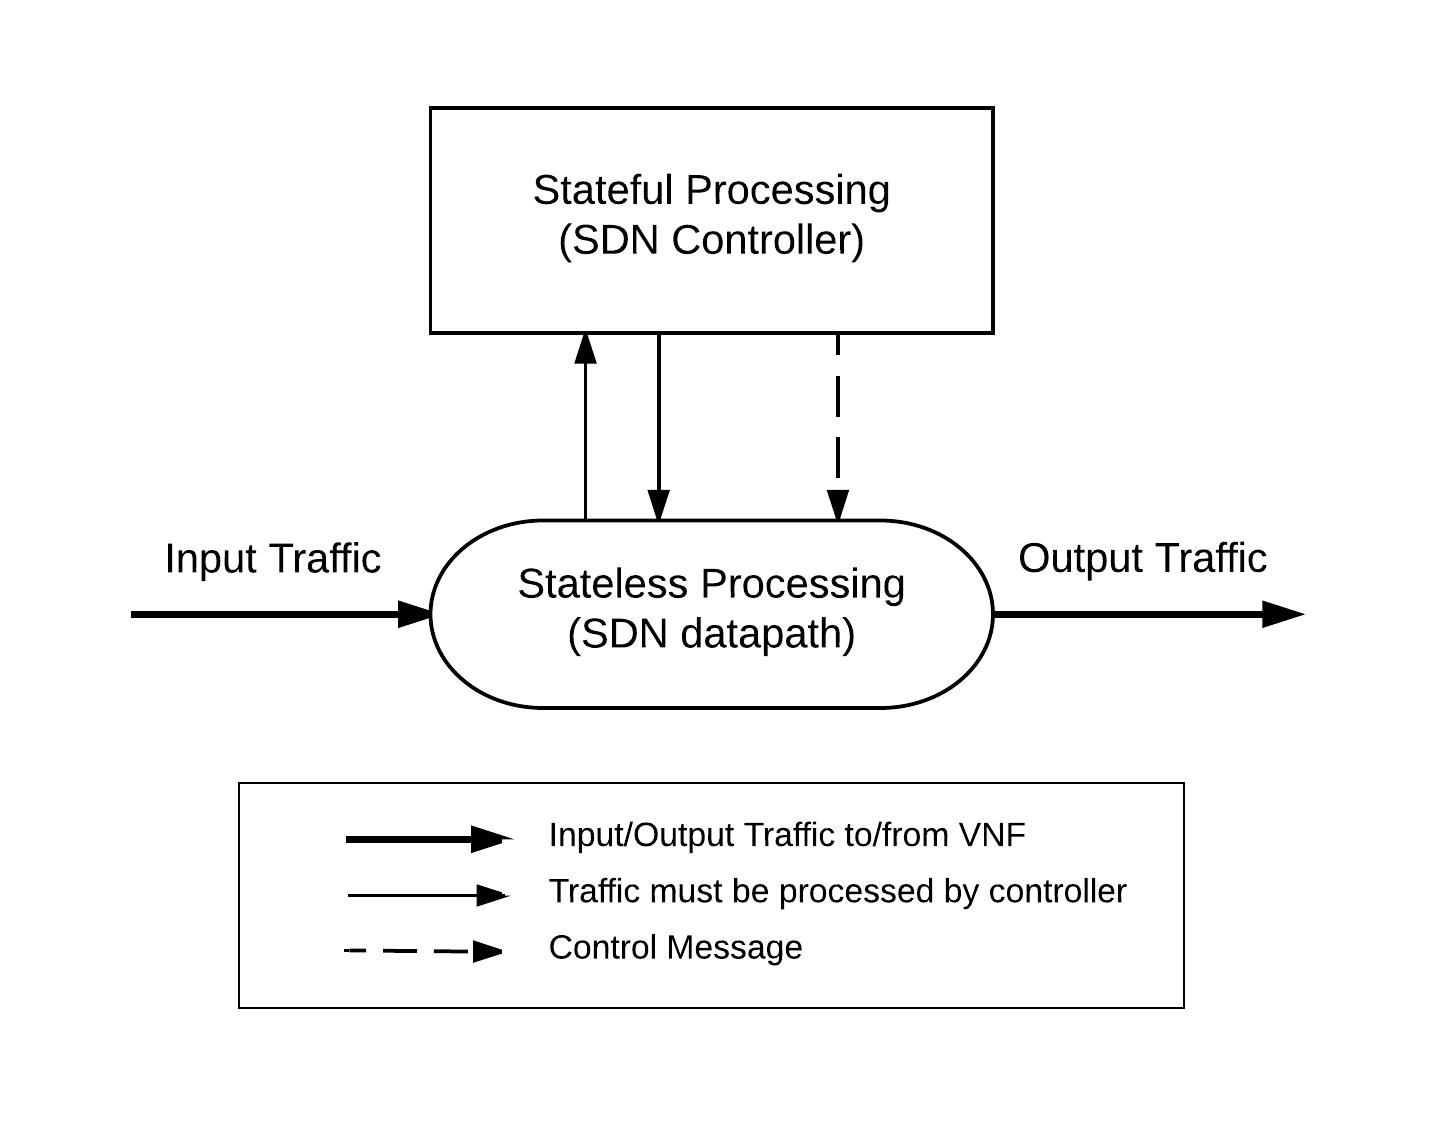 Stateful Processing
(SDN Controller)
Input Traffic
Output Traffic
Stateless Processing
(SDN datapath)
Input/Output Traffic to/from VNF
Traffic must be processed by controller
Control Message